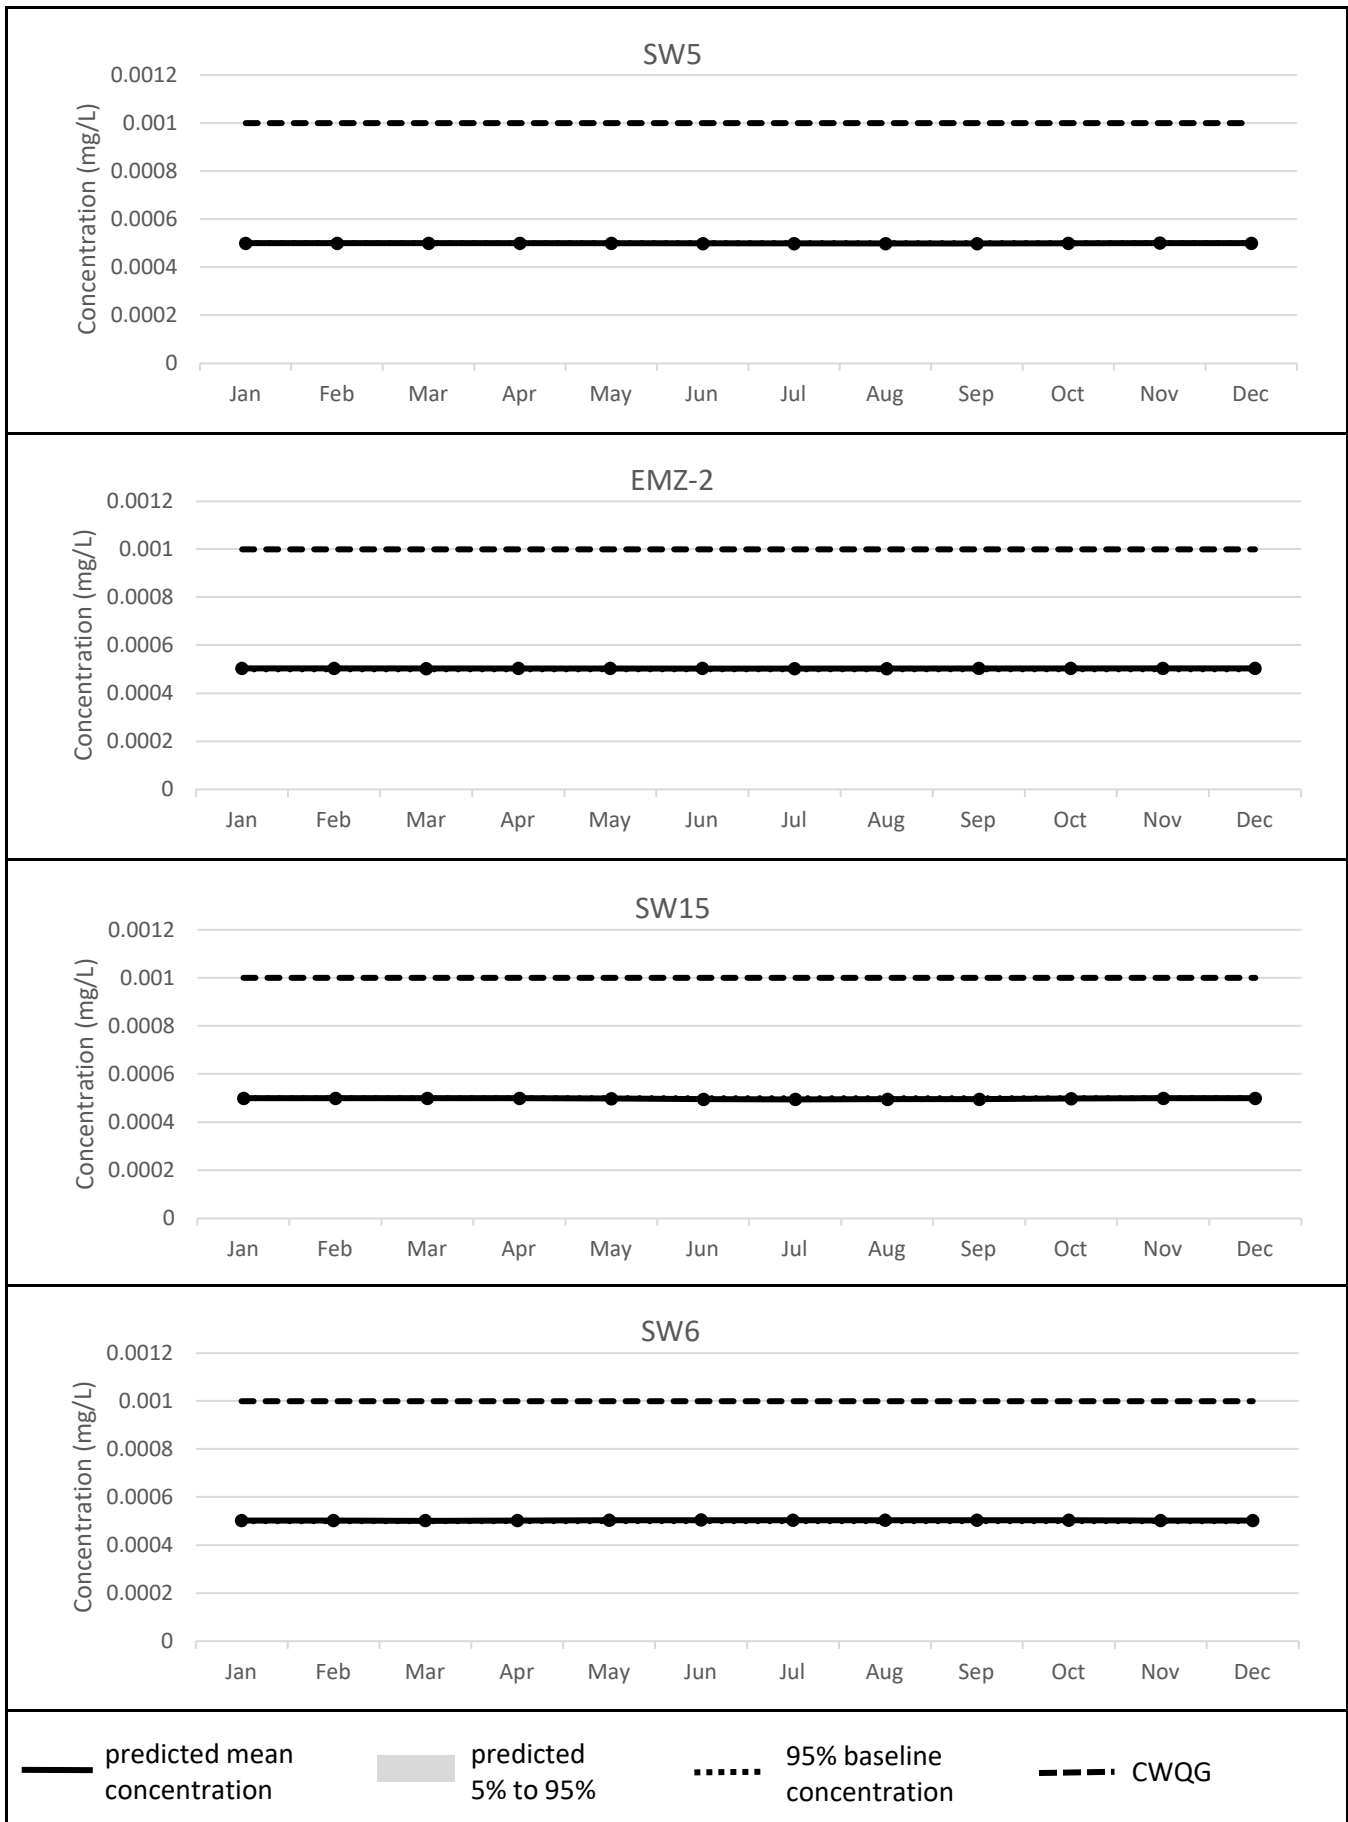 SW5
0.0012
0.001
0.0008
0.0006
0.0004
0.0002
0
Concentration (mg/L)
Jan Feb Mar Apr May Jun Jul Aug Sep Oct Nov Dec
EMZ-2
0.0012
0.001
0.0008
0.0006
0.0004
0.0002
0
Concentration (mg/L)
Jan Feb Mar Apr May Jun Jul Aug Sep Oct Nov Dec
SW15
0.0012
0.001
0.0008
0.0006
0.0004
0.0002
0
Concentration (mg/L)
Jan Feb Mar Apr May Jun Jul Aug Sep Oct Nov Dec
SW6
0.0012
0.001
0.0008
0.0006
0.0004
0.0002
0
Concentration (mg/L)
Jan Feb Mar Apr May Jun Jul Aug Sep Oct Nov Dec
predicted mean
concentration
predicted
5% to 95%
95% baseline
concentration
CWQG